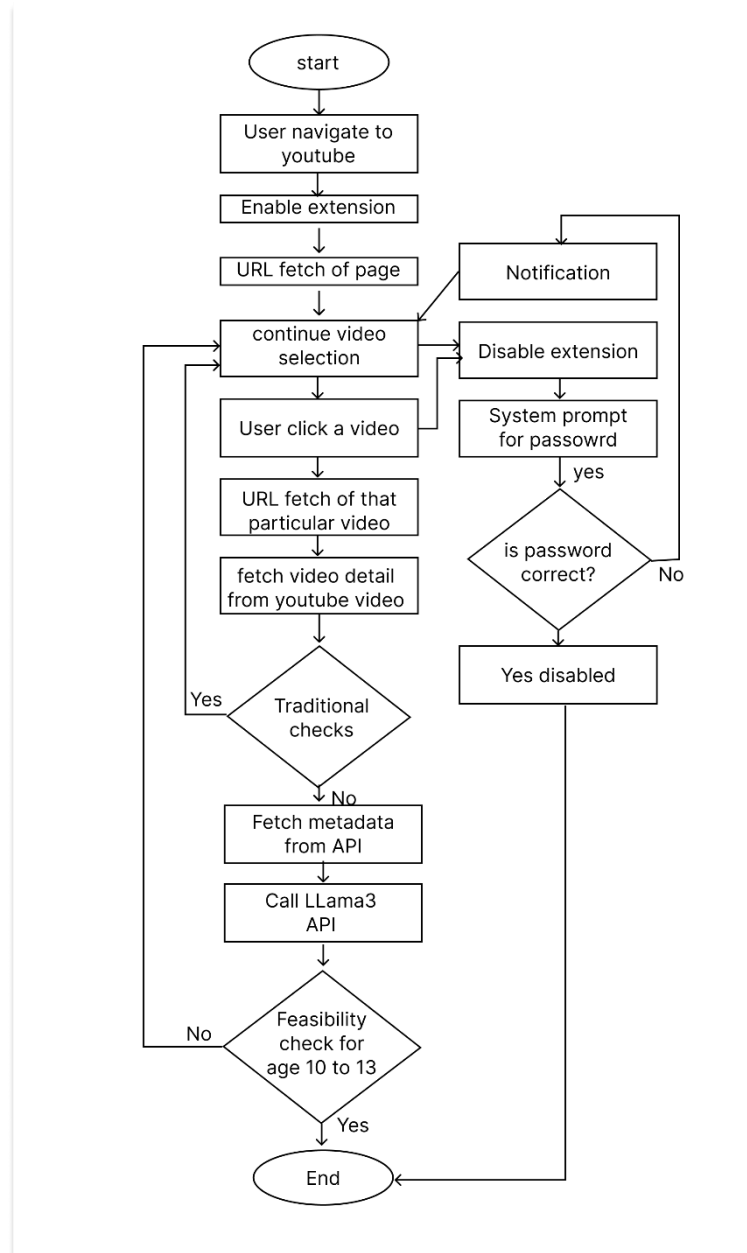 start
User navigate to
youtube
Enable extension
URL fetch of page
Notification
continue video
selection
Disable extension
User click a video
System prompt
for passowrd
yes
URL fetch of that
particular video
is password
correct?
No
fetch video detail
from youtube video
Yes disabled
Yes
Traditional
checks
No
Fetch metadata
from API
Call LLama3
API
No
Feasibility
check for
age 10 to 13
Yes
End